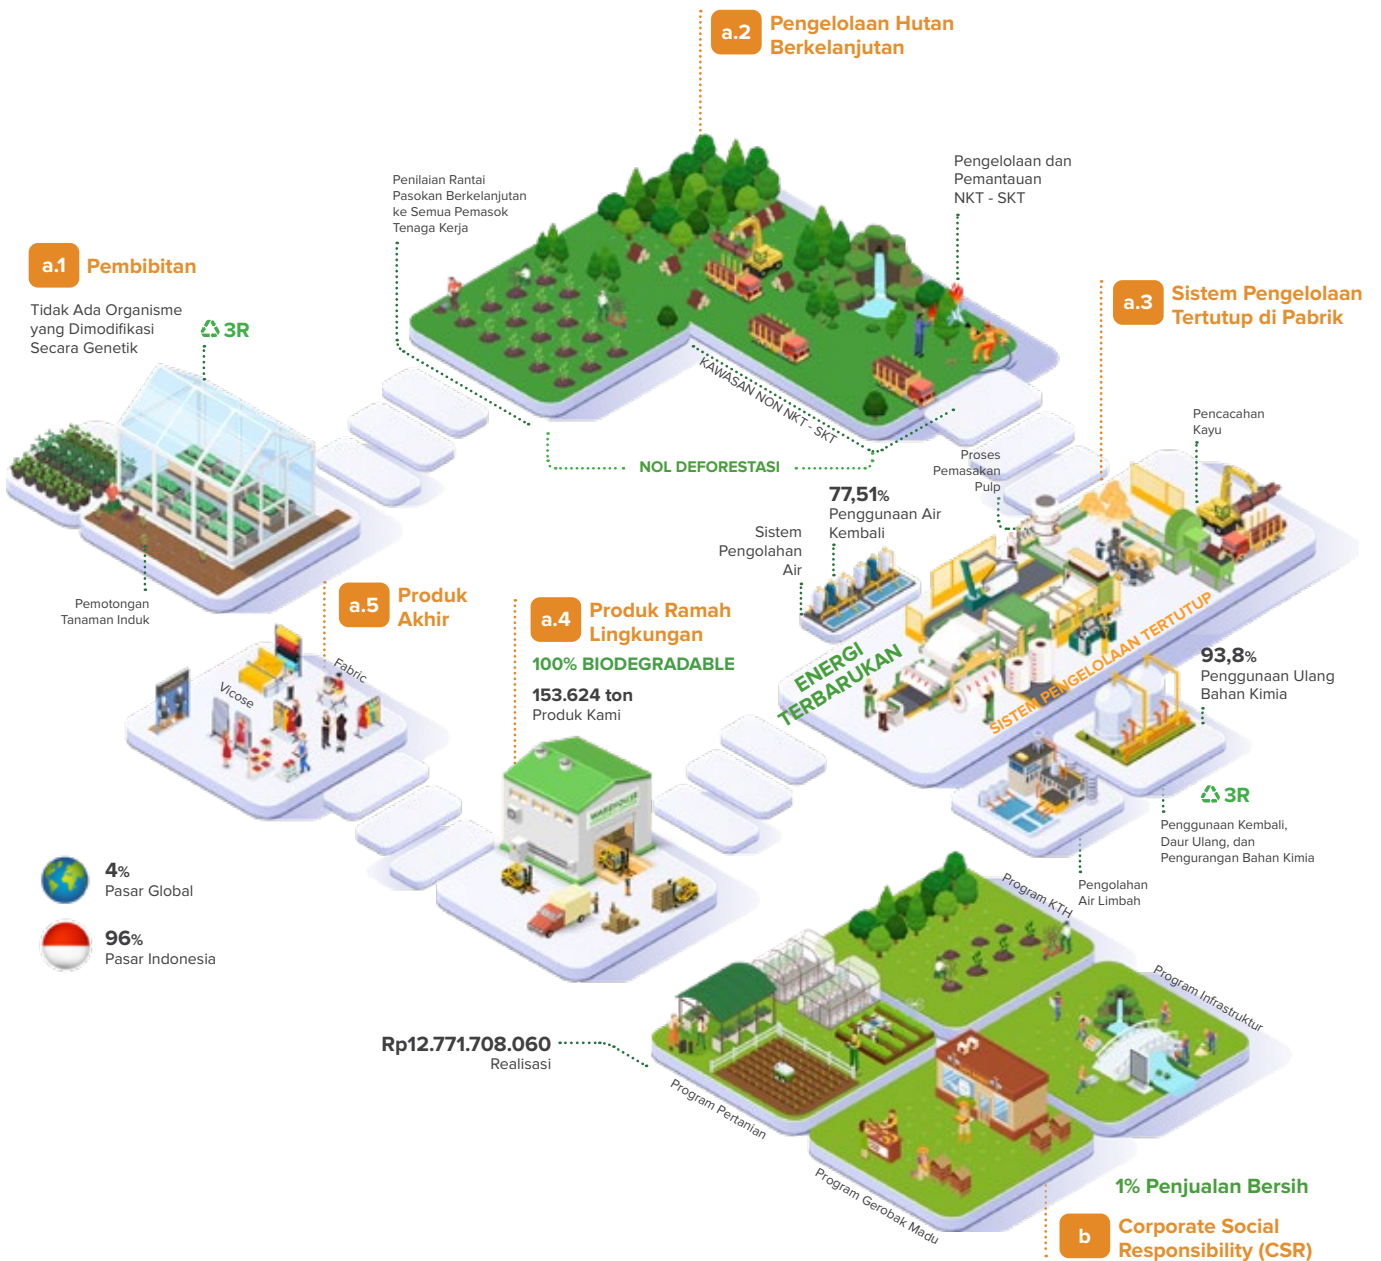 a.2
Pengelolaan Hutan
Berkelanjutan
Penilaian Rantai
Pasokan Berkelanjutan
ke Semua Pemasok
Tenaga Kerja
Pengelolaan dan
Pemantauan
NKT - SKT
a.1
Pembibitan
Tidak Ada Organisme
yang Dimodifikasi
Secara Genetik
3R
Pemotongan
Tanaman Induk
KAWASAN NON NKT - SKT
NOL DEFORESTASI
a.3
Sistem Pengelolaan
Tertutup di Pabrik
Pencacahan
Kayu
Proses
Pemasakan
Pulp
77,51%
Penggunaan Air
Kembali
Sistem
Pengolahan
Air
ENERGI
TERBARUKAN
SISTEM PENGELOLAAN TERTUTUP
93,8%
Penggunaan Ulang
Bahan Kimia
3R
Penggunaan Kembali,
Daur Ulang, dan
Pengurangan Bahan Kimia
Pengolahan
Air Limbah
a.4
Produk Ramah
Lingkungan
100% BIODEGRADABLE
153.624 ton
Produk Kami
WAREHOUSE
a.5
Produk
Akhir
Vicose
Fabric
4%
Pasar Global
96%
Pasar Indonesia
Rp12.771.708.060
Realisasi
Program KTH
Program Infrastruktur
Program Pertanian
Program Gerobak Madu
1% Penjualan Bersih
b
Corporate Social
Responsibility (CSR)